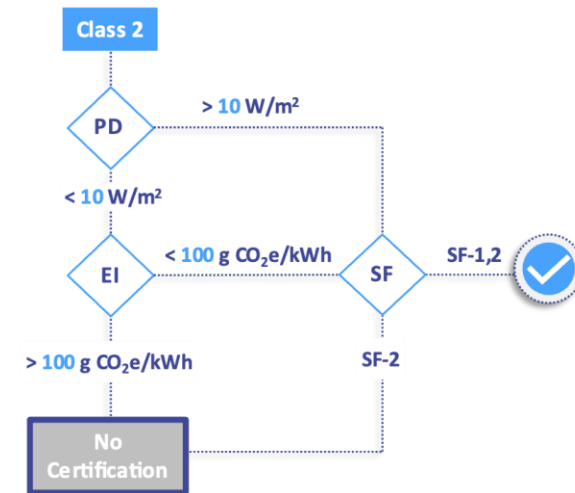 Class 2
PD
> 10 W/m²
< 10 W/m²
EI
< 100 g CO₂e/kWh
SF
SF-1,2
> 100 g CO₂e/kWh
SF-2
No
Certification